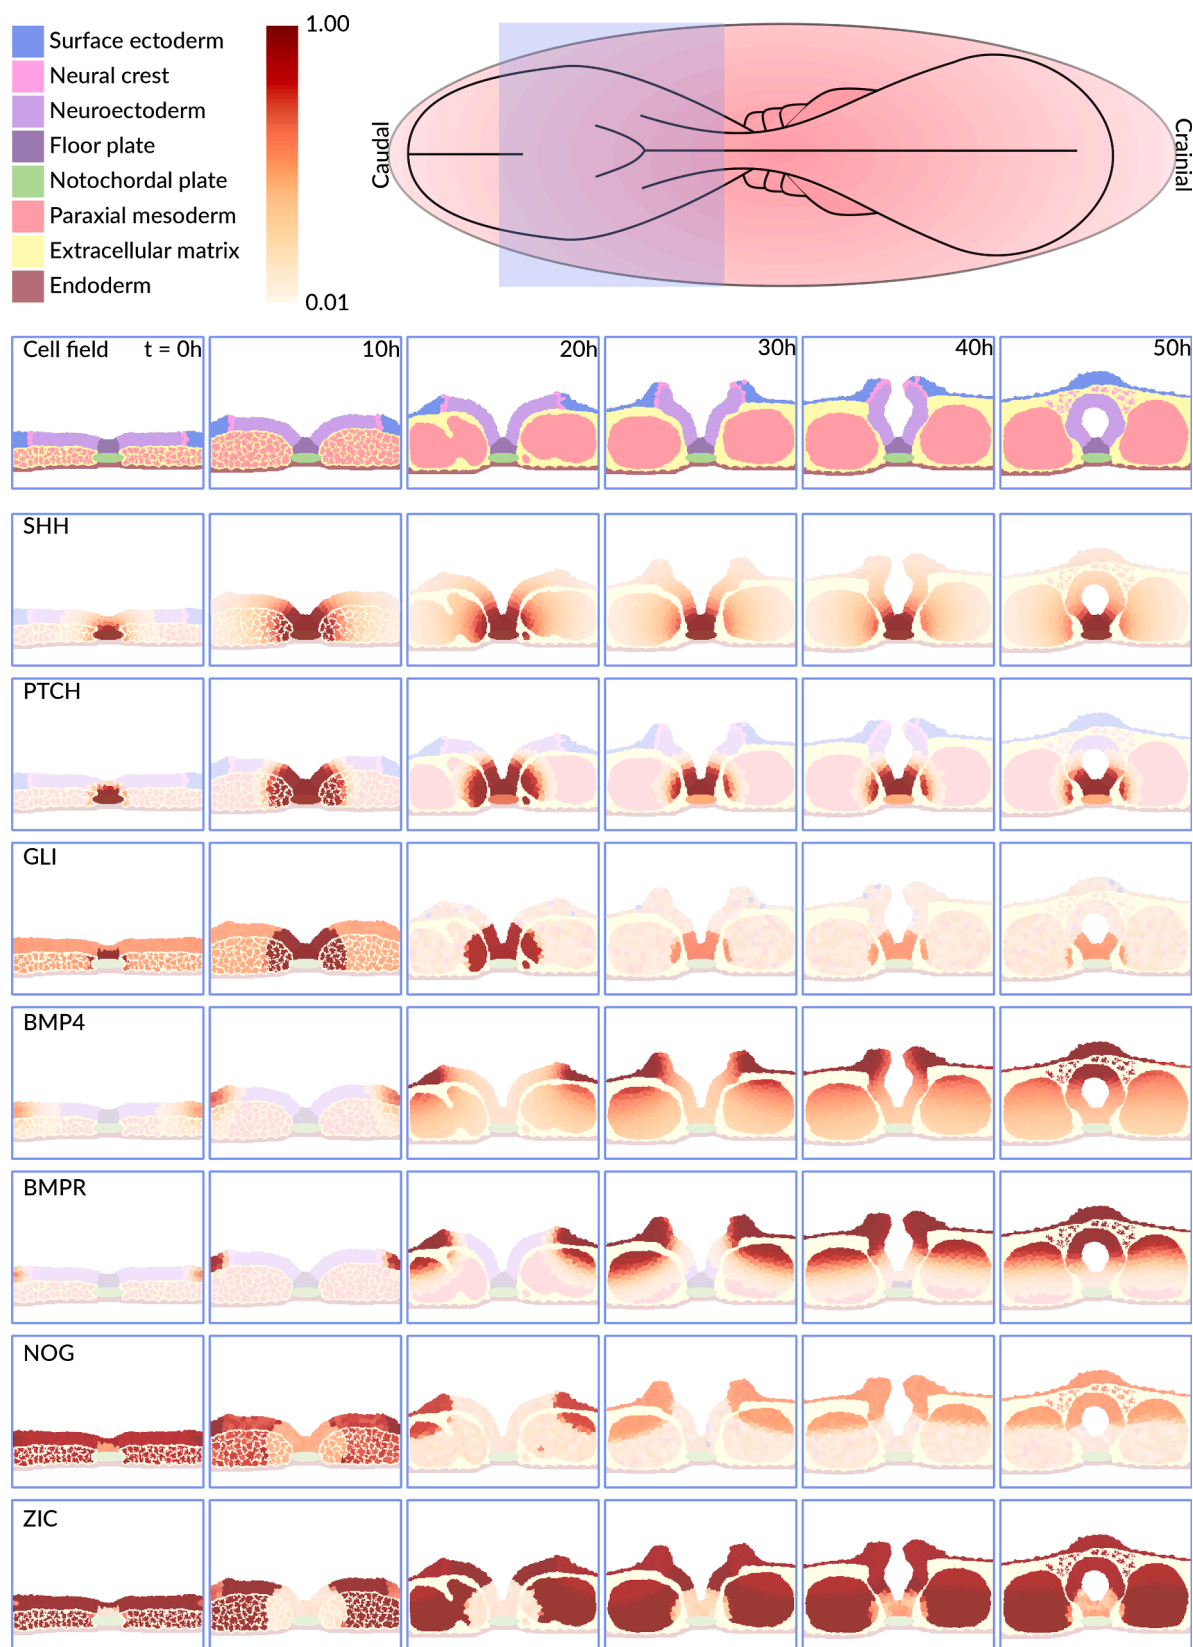 Surface ectoderm
Neural crest
Neuroectoderm
Floor plate
Notochordal plate
Paraxial mesoderm
Extracellular matrix
Endoderm
1.00
0.01
Caudal
Crainial
Cell field t = 0h 10h 20h 30h 40h 50h
SHH
PTCH
GLI
BMP4
BMPR
NOG
ZIC